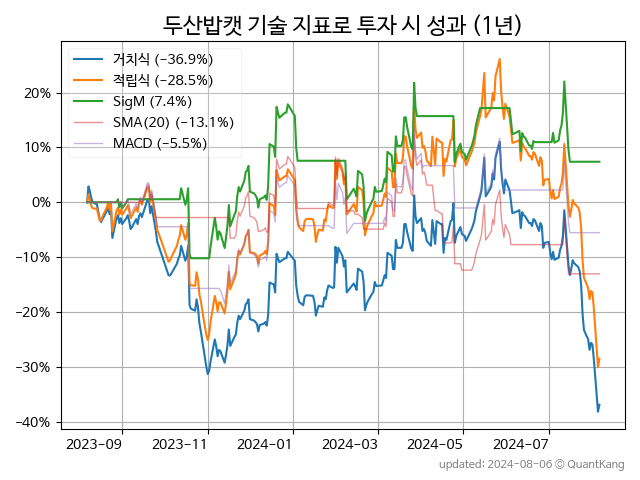 두산밥캣 기술 지표로 투자 시 성과 (1년)
거치식 (−36.9%)
적립식 (−28.5%)
SigM (7.4%)
SMA(20) (−13.1%)
MACD (−5.5%)
20%
10%
0%
−10%
−20%
−30%
−40%
2023-09 2023-11 2024-01 2024-03 2024-05 2024-07
updated: 2024-08-06 © QuantKang